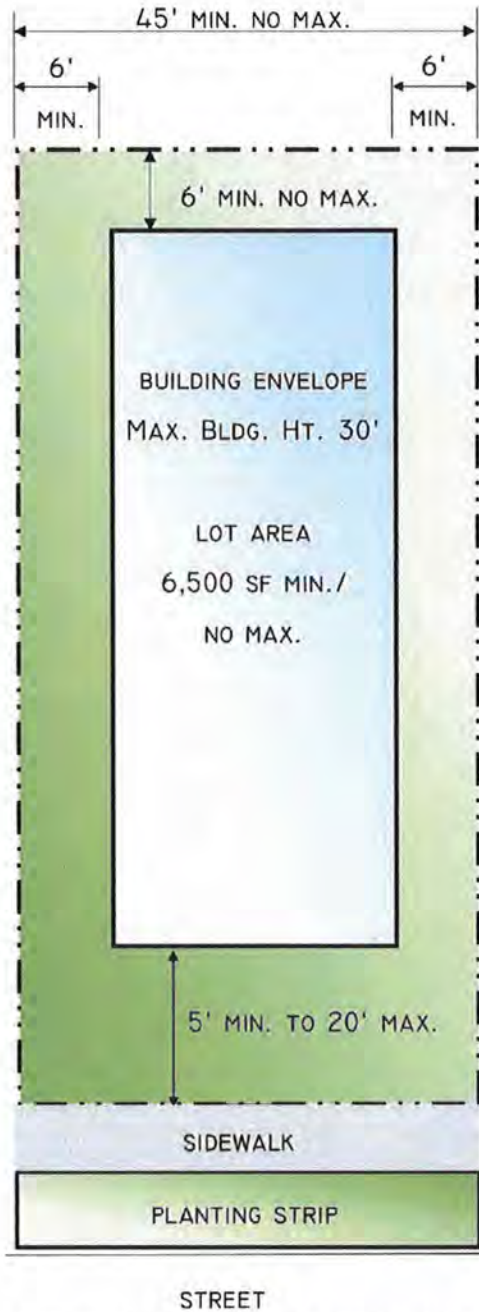 45' MIN. NO MAX.
6' 6'
MIN. MIN.
6' MIN. NO MAX.
BUILDING ENVELOPE
MAX. BLDG. HT. 30'
LOT AREA
6,500 SF MIN./
NO MAX.
5' MIN. TO 20' MAX.
SIDEWALK
PLANTING STRIP
STREET